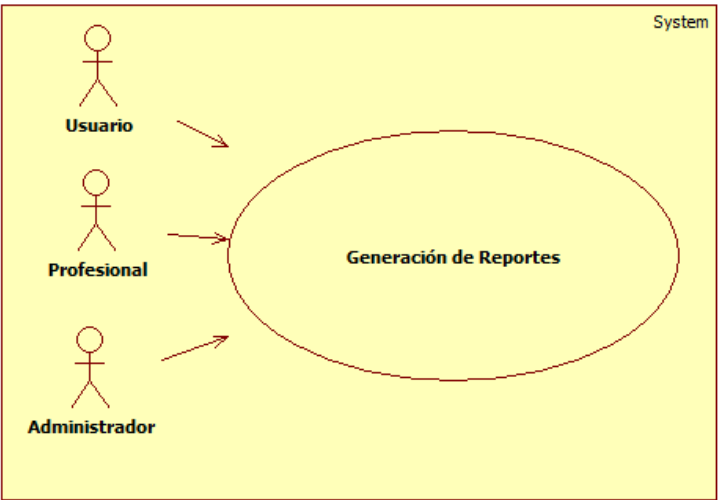 System
Usuario
Profesional
Generación de Reportes
Administrador